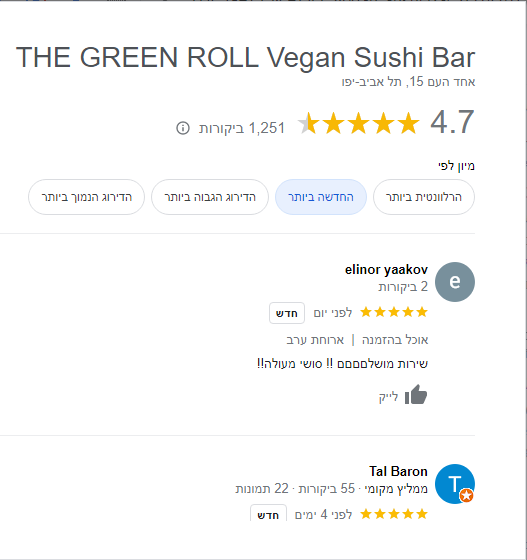 THE GREEN ROLL Vegan Sushi Bar
אחד העם 15, תל אביב-יפו
4.7 1,251 ביקורות
מיון לפי
הרלוונטית ביותר החדשה ביותר הדירוג הגבוה ביותר הדירוג הנמוך ביותר
e
elinor yaakov
2 ביקורות
לפני יום חדש
אוכל בהזמנה | ארוחת ערב
שירות מושלםםםם !! סושי מעולה!!
לייק
T
Tal Baron
ממליץ מקומי · 55 ביקורות · 22 תמונות
לפני 4 ימים חדש